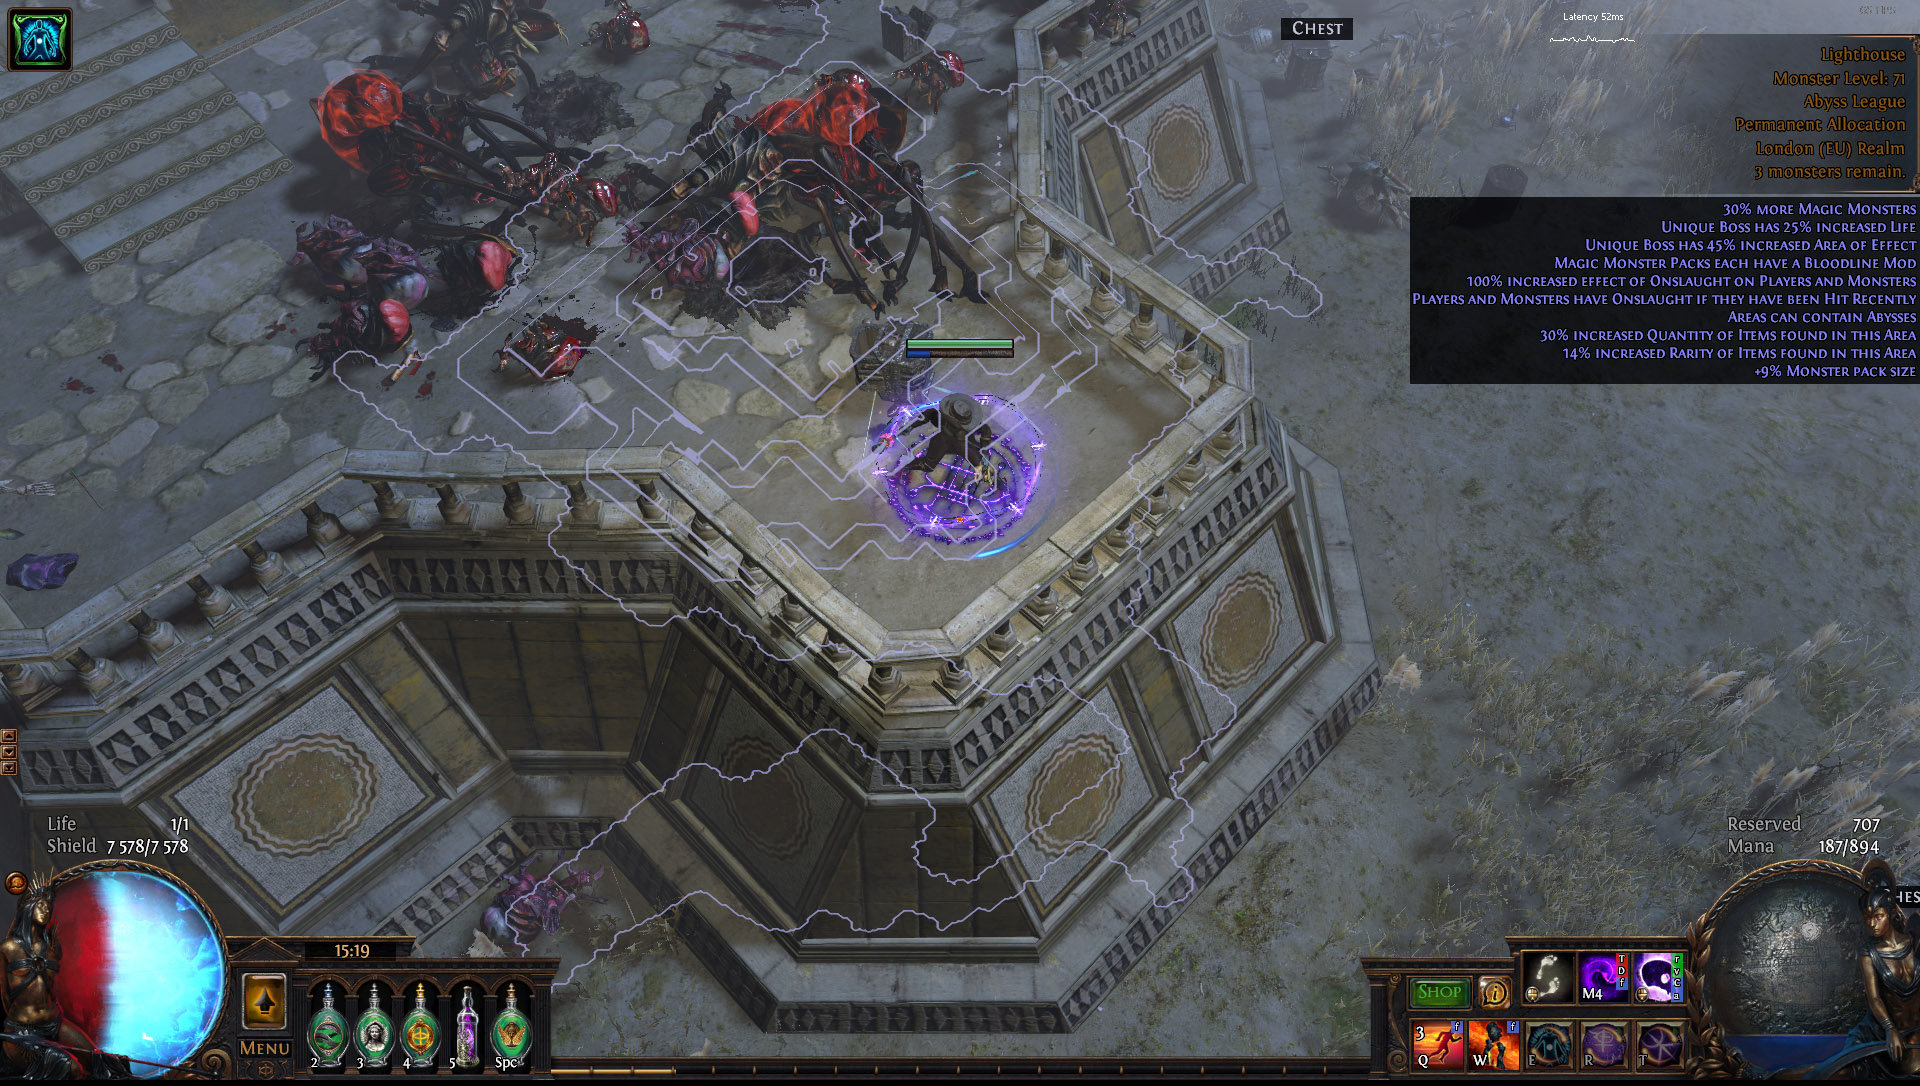 CHEST
Latency 52ms
Lighthouse
Monster Level: 71
Abyss League
Permanent Allocation
London (EU) Realm
3 monsters remain.
30% MORE MAGIC MONSTERS
UNIQUE BOSS HAS 25% INCREASED LIFE
UNIQUE BOSS HAS 45% INCREASED AREA OF EFFECT
MAGIC MONSTER PACKS EACH HAVE A BLOODLINE MOD
100% INCREASED EFFECT OF ONSLAUGHT ON PLAYERS AND MONSTERS
PLAYERS AND MONSTERS HAVE ONSLAUGHT IF THEY HAVE BEEN HIT RECENTLY
AREAS CAN CONTAIN ABYSSES
30% INCREASED QUANTITY OF ITEMS FOUND IN THIS AREA
14% INCREASED RARITY OF ITEMS FOUND IN THIS AREA
+9% MONSTER PACK SIZE
Life 1/1
Shield 7 578/7 578
Reserved 707
Mana 187/894
HES
15:19
MENU
2 3 4 5 Spc
SHOP
M4
T D f
r v C a
3 f f
Q W E R T